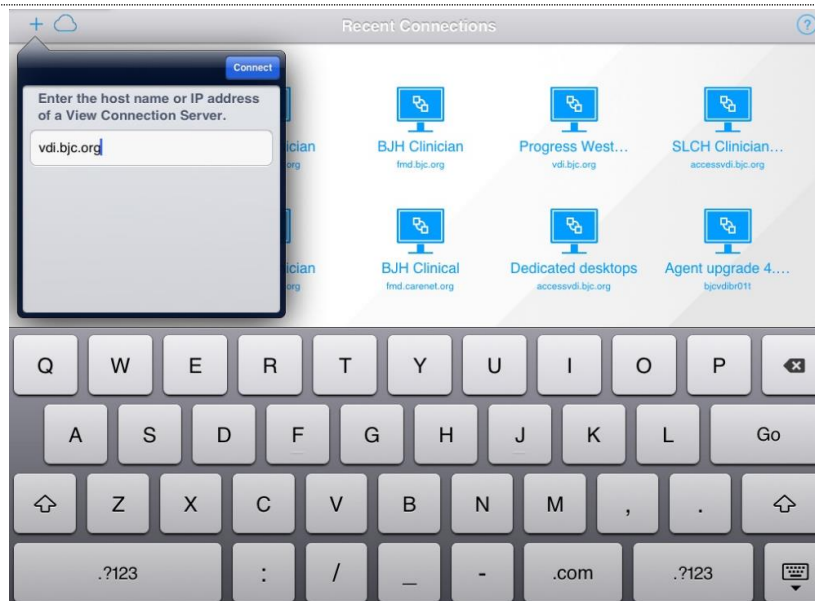 +
Recent Connections
?
Connect
Enter the host name or IP address
of a View Connection Server.
vdi.bjc.org
ician
org
BJH Clinician
fmd.bjc.org
Progress West...
vdi.bjc.org
SLCH Clinician...
accessvdi.bjc.org
ician
org
BJH Clinical
fmd.carenet.org
Dedicated desktops
accessvdi.bjc.org
Agent upgrade 4....
bjcvdibr01t
Q W E R T Y U I O P
A S D F G H J K L Go
Z X C V B N M , .
.?123 : / _ - .com .?123